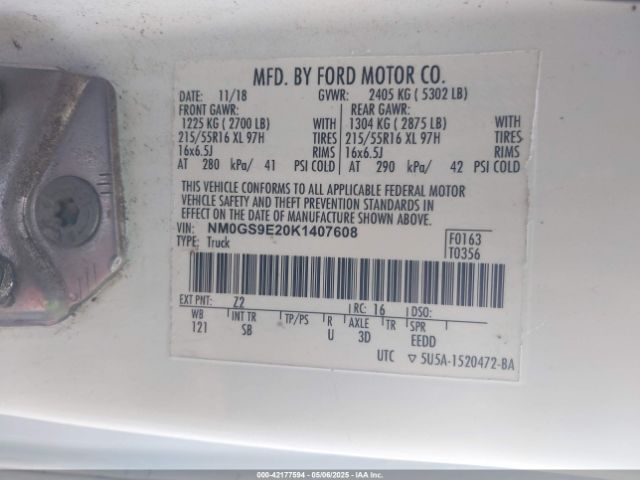 MFD. BY FORD MOTOR CO.
DATE: 11/18 GVWR: 2405 KG ( 5302 LB)
FRONT GAWR: REAR GAWR:
1225 KG ( 2700 LB) WITH 1304 KG ( 2875 LB) WITH
215/55R16 XL 97H TIRES 215/55R16 XL 97H TIRES
16x6.5J RIMS 16x6.5J RIMS
AT 280 kPa/ 41 PSI COLD AT 290 kPa/ 42 PSI COLD
THIS VEHICLE CONFORMS TO ALL APPLICABLE FEDERAL MOTOR
VEHICLE SAFETY AND THEFT PREVENTION STANDARDS IN
EFFECT ON THE DATE OF MANUFACTURE SHOWN ABOVE.
VIN: NM0GS9E20K1407608 F0163
TYPE: Truck T0356
EXT PNT: Z2 RC: 16 DSO:
WB INT TR TP/PS R AXLE TR SPR
121 SB U 3D EEDD
UTC ▽ 5U5A-1520472-BA
000-42177594 - 05/06/2025 - IAAI.COM